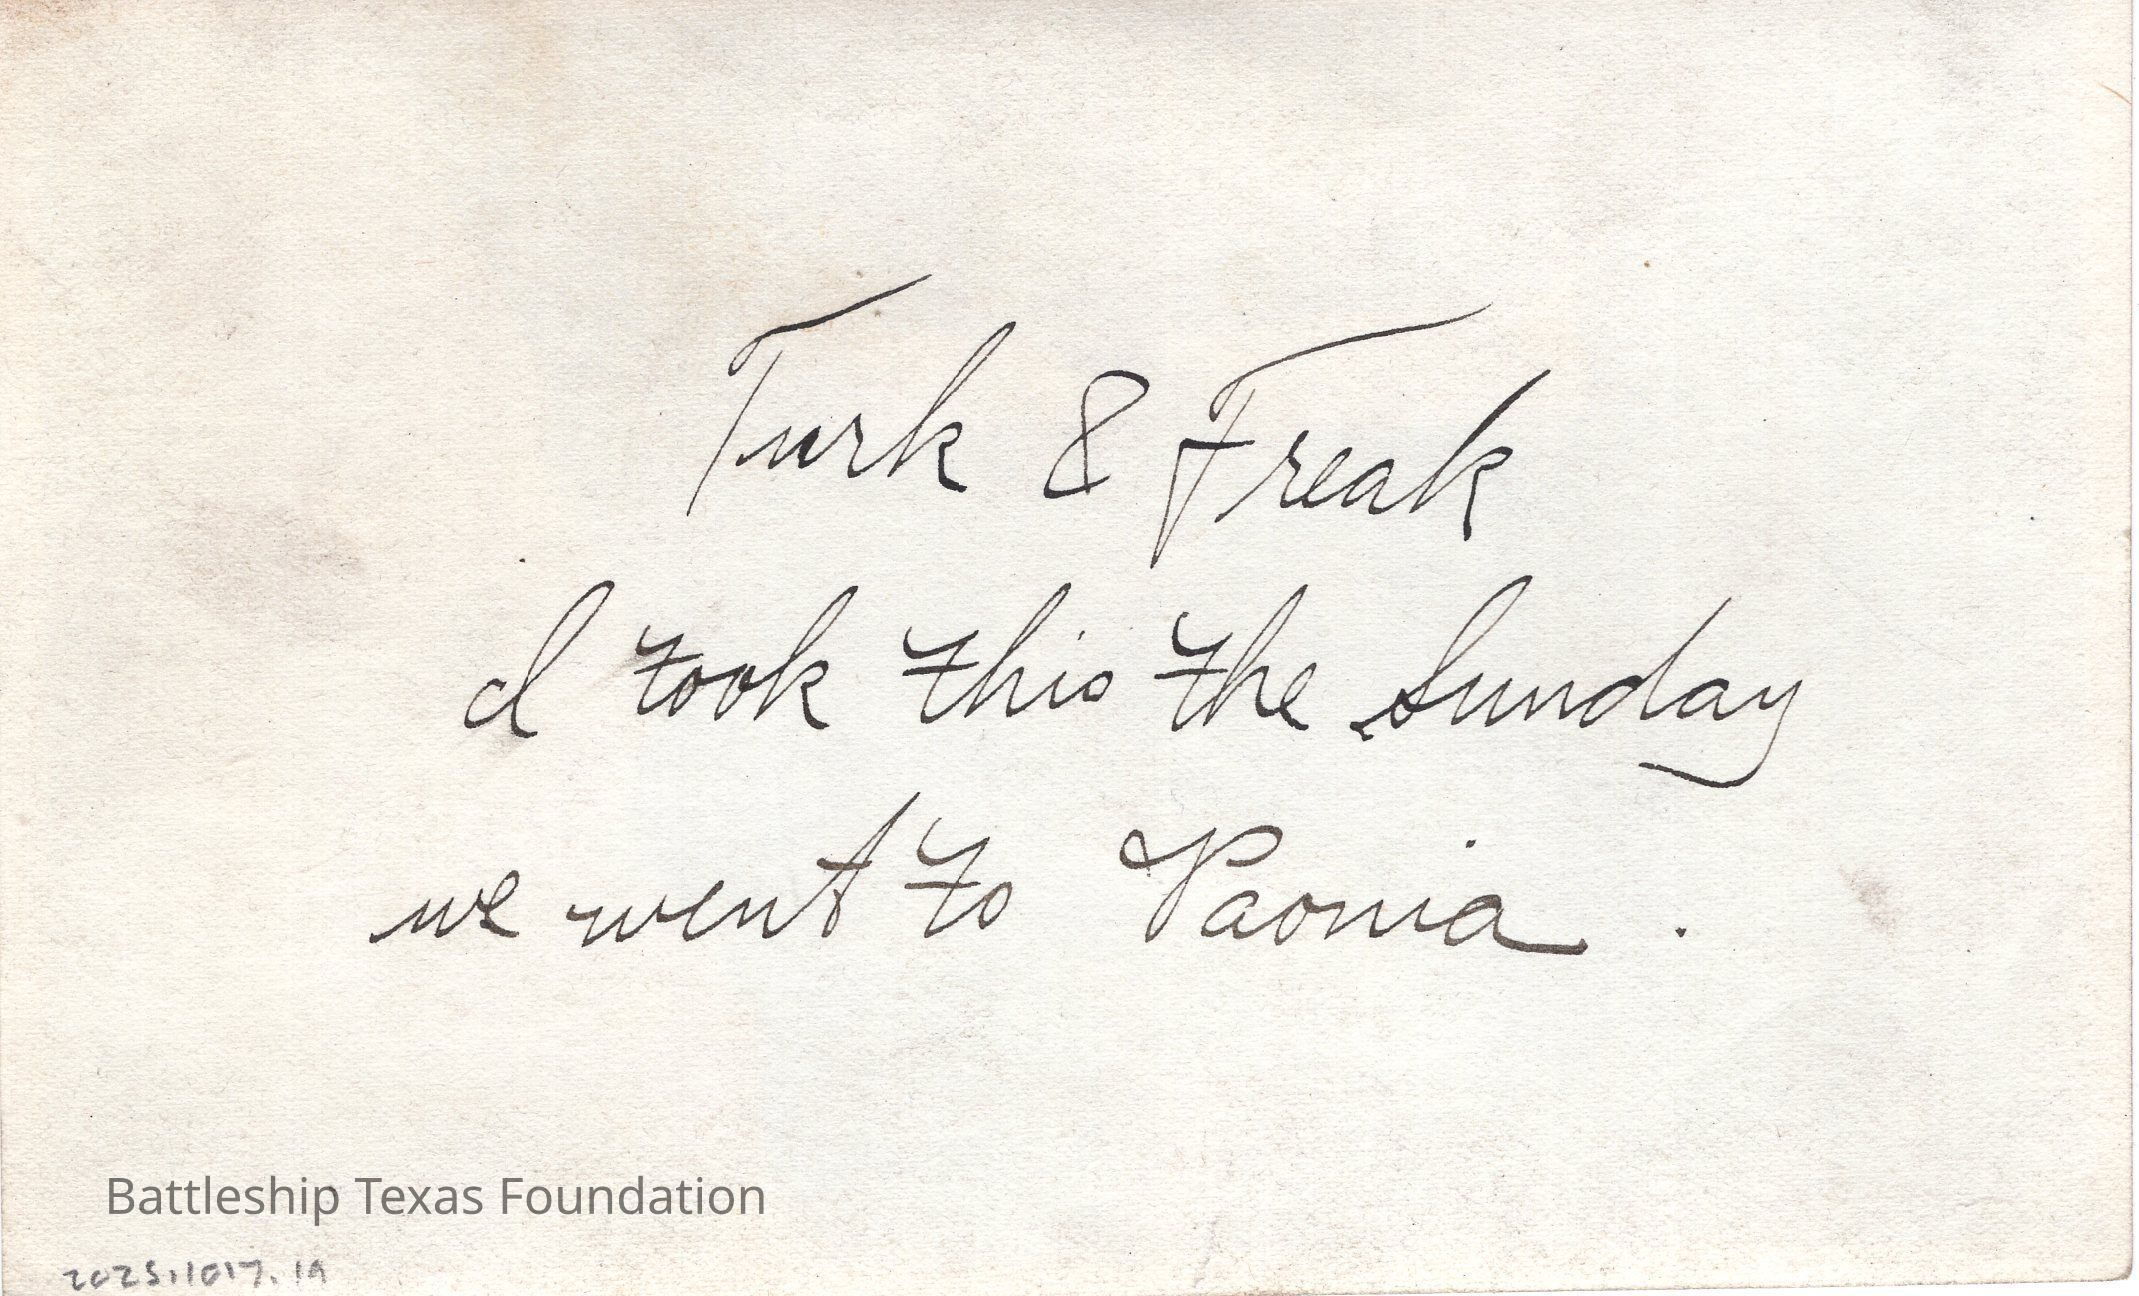 Turk & Freak
I took this the Sunday
we went to Paonia .
Battleship Texas Foundation
2025.1017.19